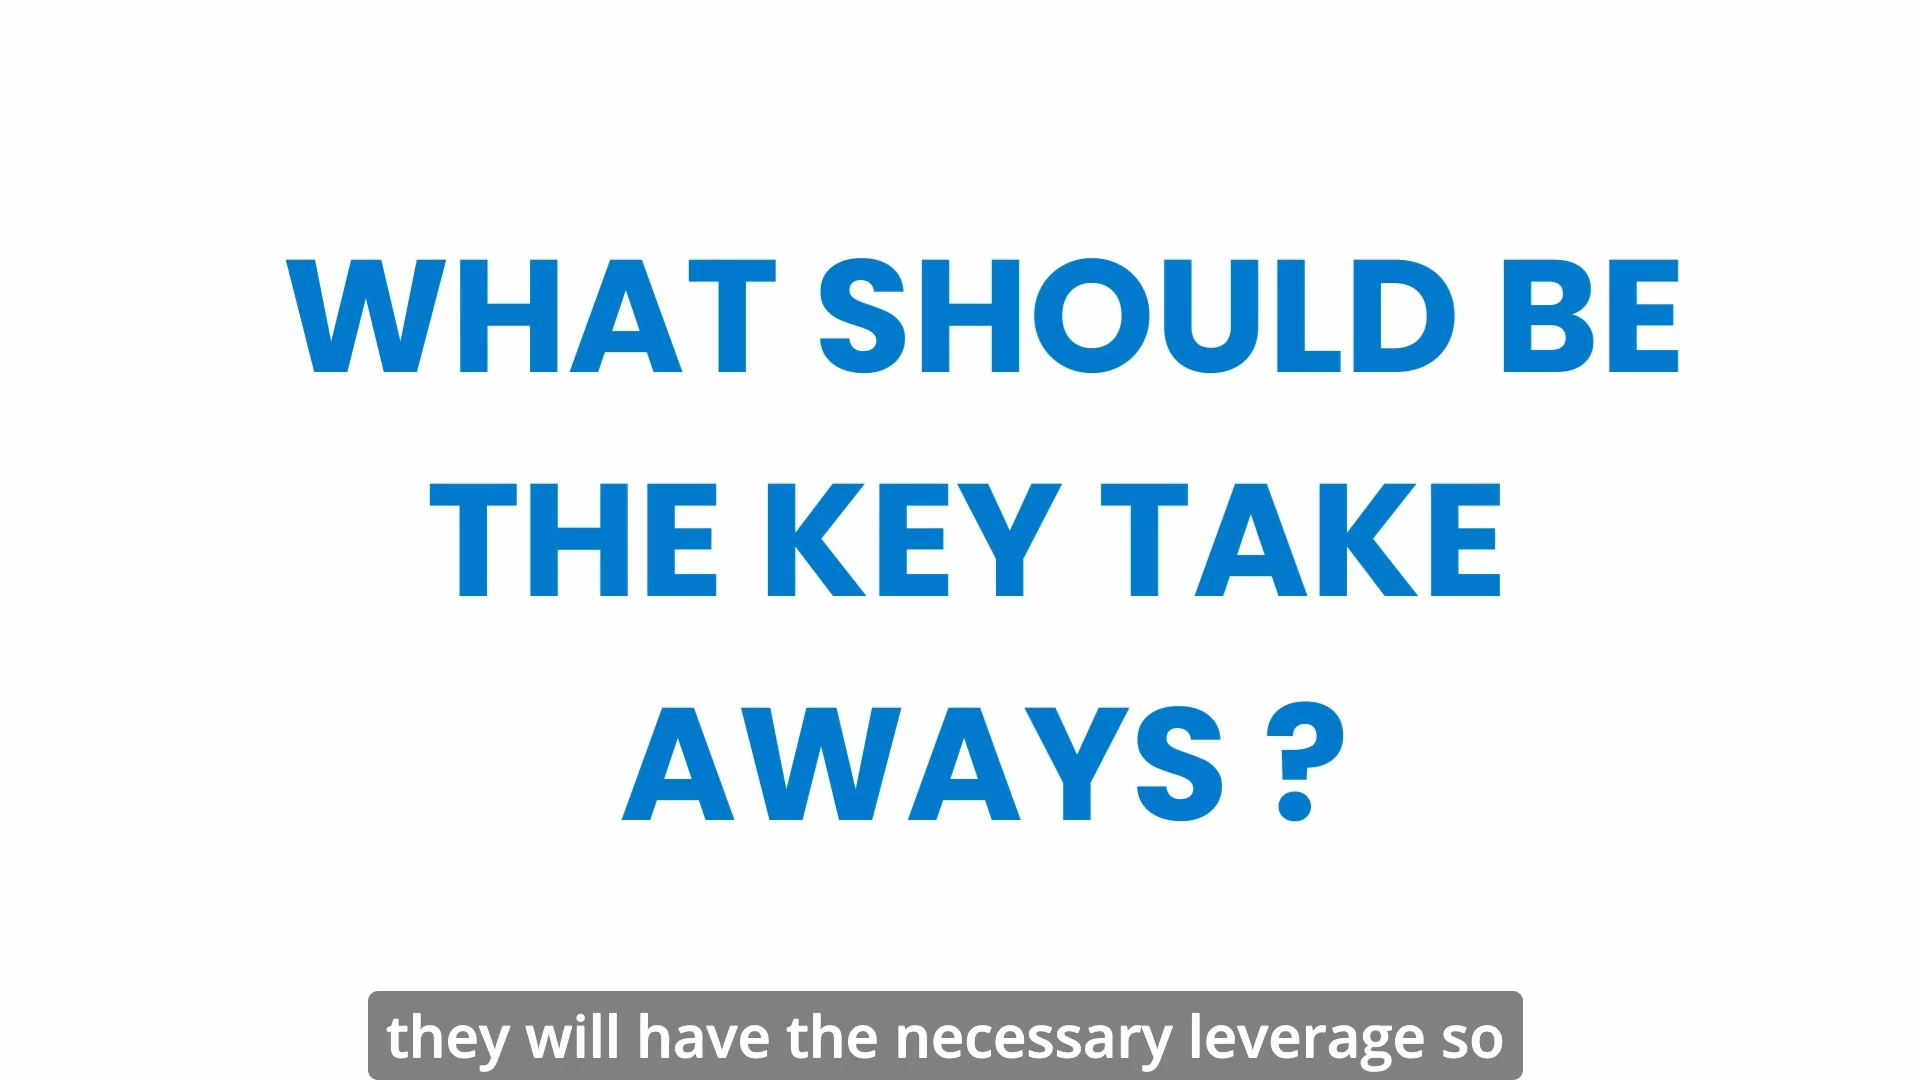 WHAT SHOULD BE
THE KEY TAKE
AWAYS ?
they will have the necessary leverage so